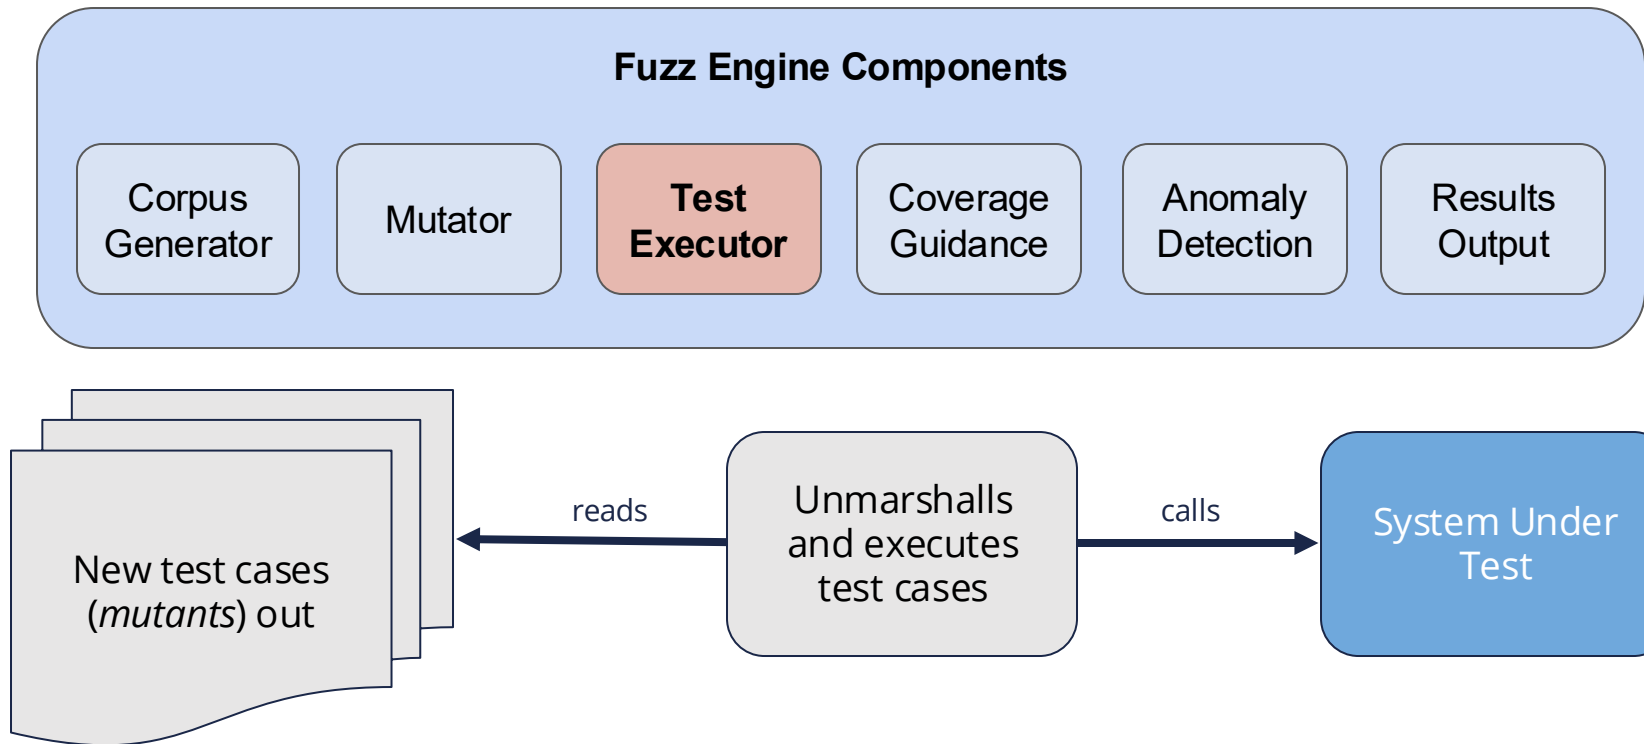 Fuzz Engine Components
Corpus
Generator
Mutator
Test
Executor
Coverage
Guidance
Anomaly
Detection
Results
Output
New test cases
(mutants) out
reads
Unmarshalls
and executes
test cases
calls
System Under
Test